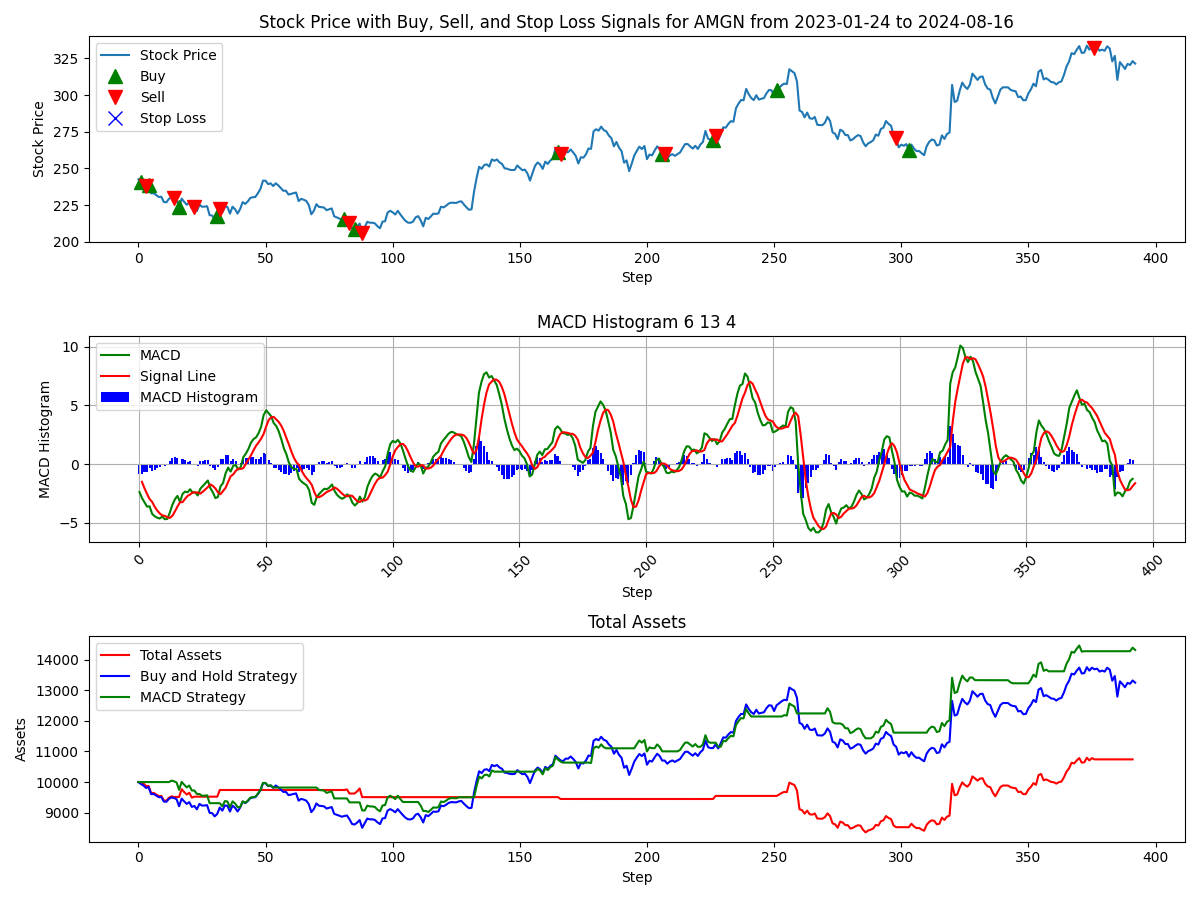 Stock Price with Buy, Sell, and Stop Loss Signals for AMGN from 2023-01-24 to 2024-08-16
Stock Price
Buy
Sell
Stop Loss
Stock Price
325
300
275
250
225
200
0 50 100 150 200 250 300 350 400
Step
MACD Histogram 6 13 4
MACD
Signal Line
MACD Histogram
MACD Histogram
10
5
0
−5
0 50 100 150 200 250 300 350 400
Step
Total Assets
Total Assets
Buy and Hold Strategy
MACD Strategy
Assets
14000
13000
12000
11000
10000
9000
0 50 100 150 200 250 300 350 400
Step